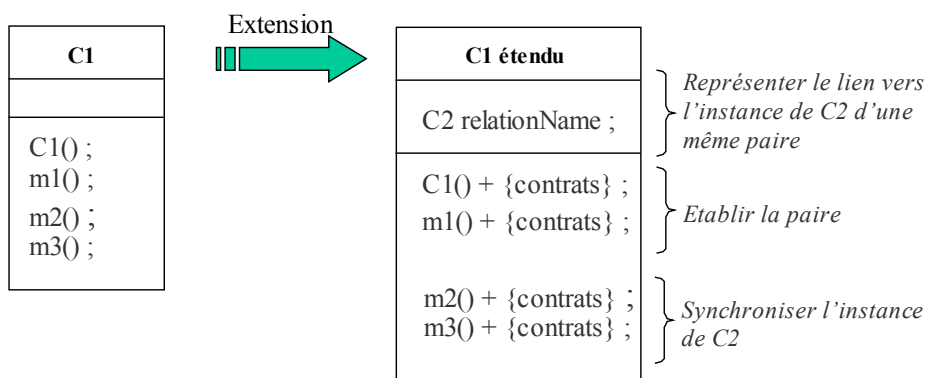 Extension
C1
C1() ;
m1() ;
m2() ;
m3() ;
C1 étendu
C2 relationName ;
C1() + {contrats} ;
m1() + {contrats} ;
m2() + {contrats} ;
m3() + {contrats} ;
Représenter le lien vers
l’instance de C2 d’une
même paire
Etablir la paire
Synchroniser l’instance
de C2